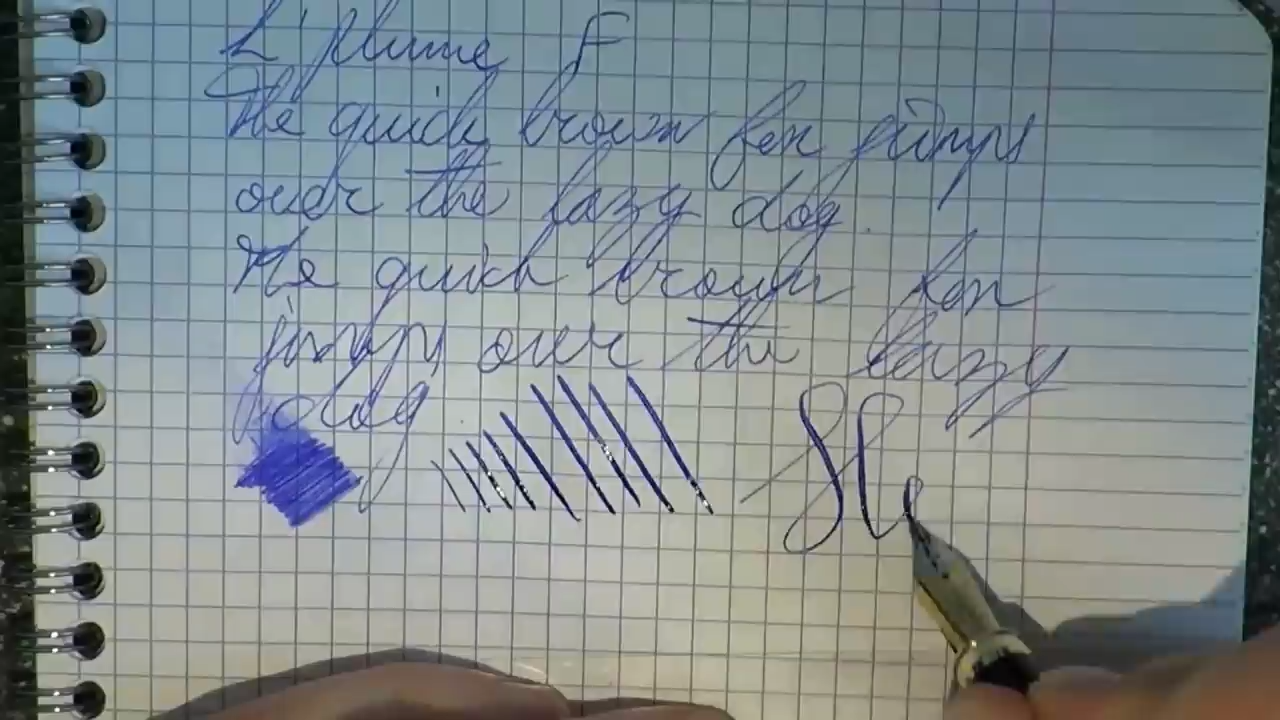 L'plume F
The quick brown fox jumps
over the lazy dog.
The quick brown fox
jumps over the lazy
dog